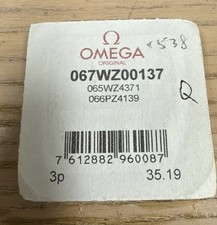 Ω
OMEGA
ORIGINAL
067WZ00137
065WZ4371
066PZ4139
7 612882 960087
3p 35.19